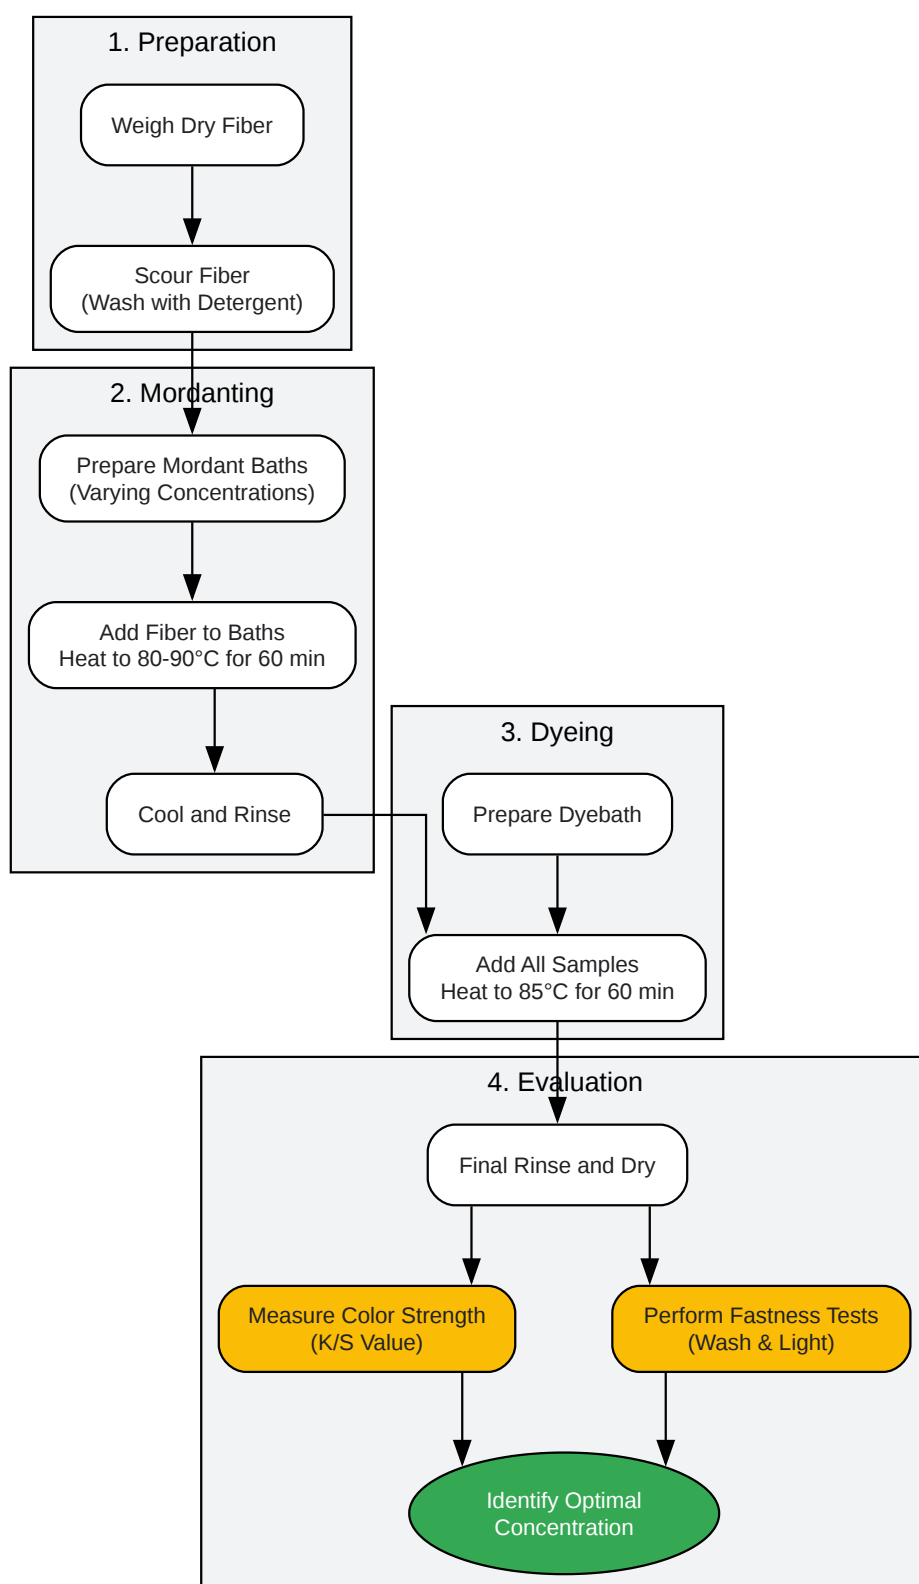 1. Preparation
Weigh Dry Fiber
Scour Fiber
(Wash with Detergent)
2. Mordanting
Prepare Mordant Baths
(Varying Concentrations)
Add Fiber to Baths
Heat to 80-90°C for 60 min
Cool and Rinse
3. Dyeing
Prepare Dyebath
Add All Samples
Heat to 85°C for 60 min
4. Evaluation
Final Rinse and Dry
Measure Color Strength
(K/S Value)
Perform Fastness Tests
(Wash & Light)
Identify Optimal
Concentration